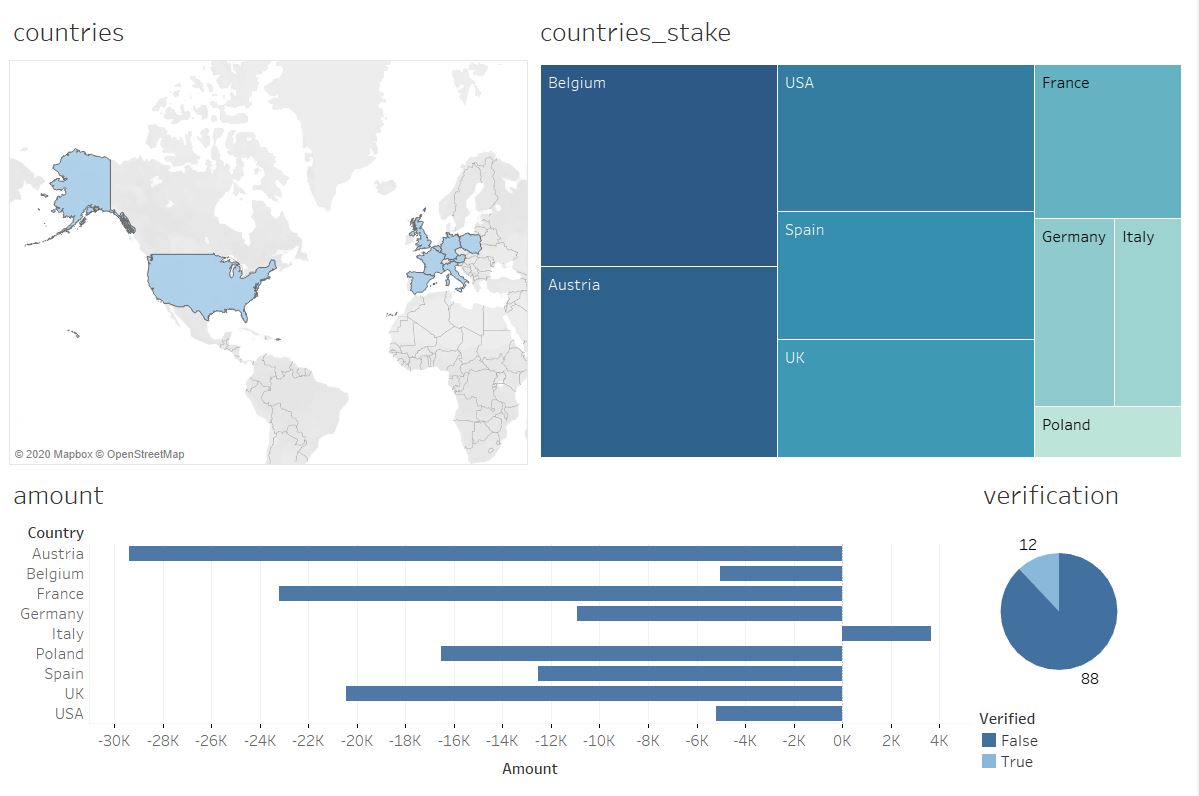 countries
© 2020 Mapbox © OpenStreetMap
countries_stake
Belgium
Austria
USA
Spain
UK
France
Germany
Italy
Poland
amount
Country
Austria
Belgium
France
Germany
Italy
Poland
Spain
UK
USA
-30K -28K -26K -24K -22K -20K -18K -16K -14K -12K -10K -8K -6K -4K -2K 0K 2K 4K
Amount
verification
12
88
Verified
False
True